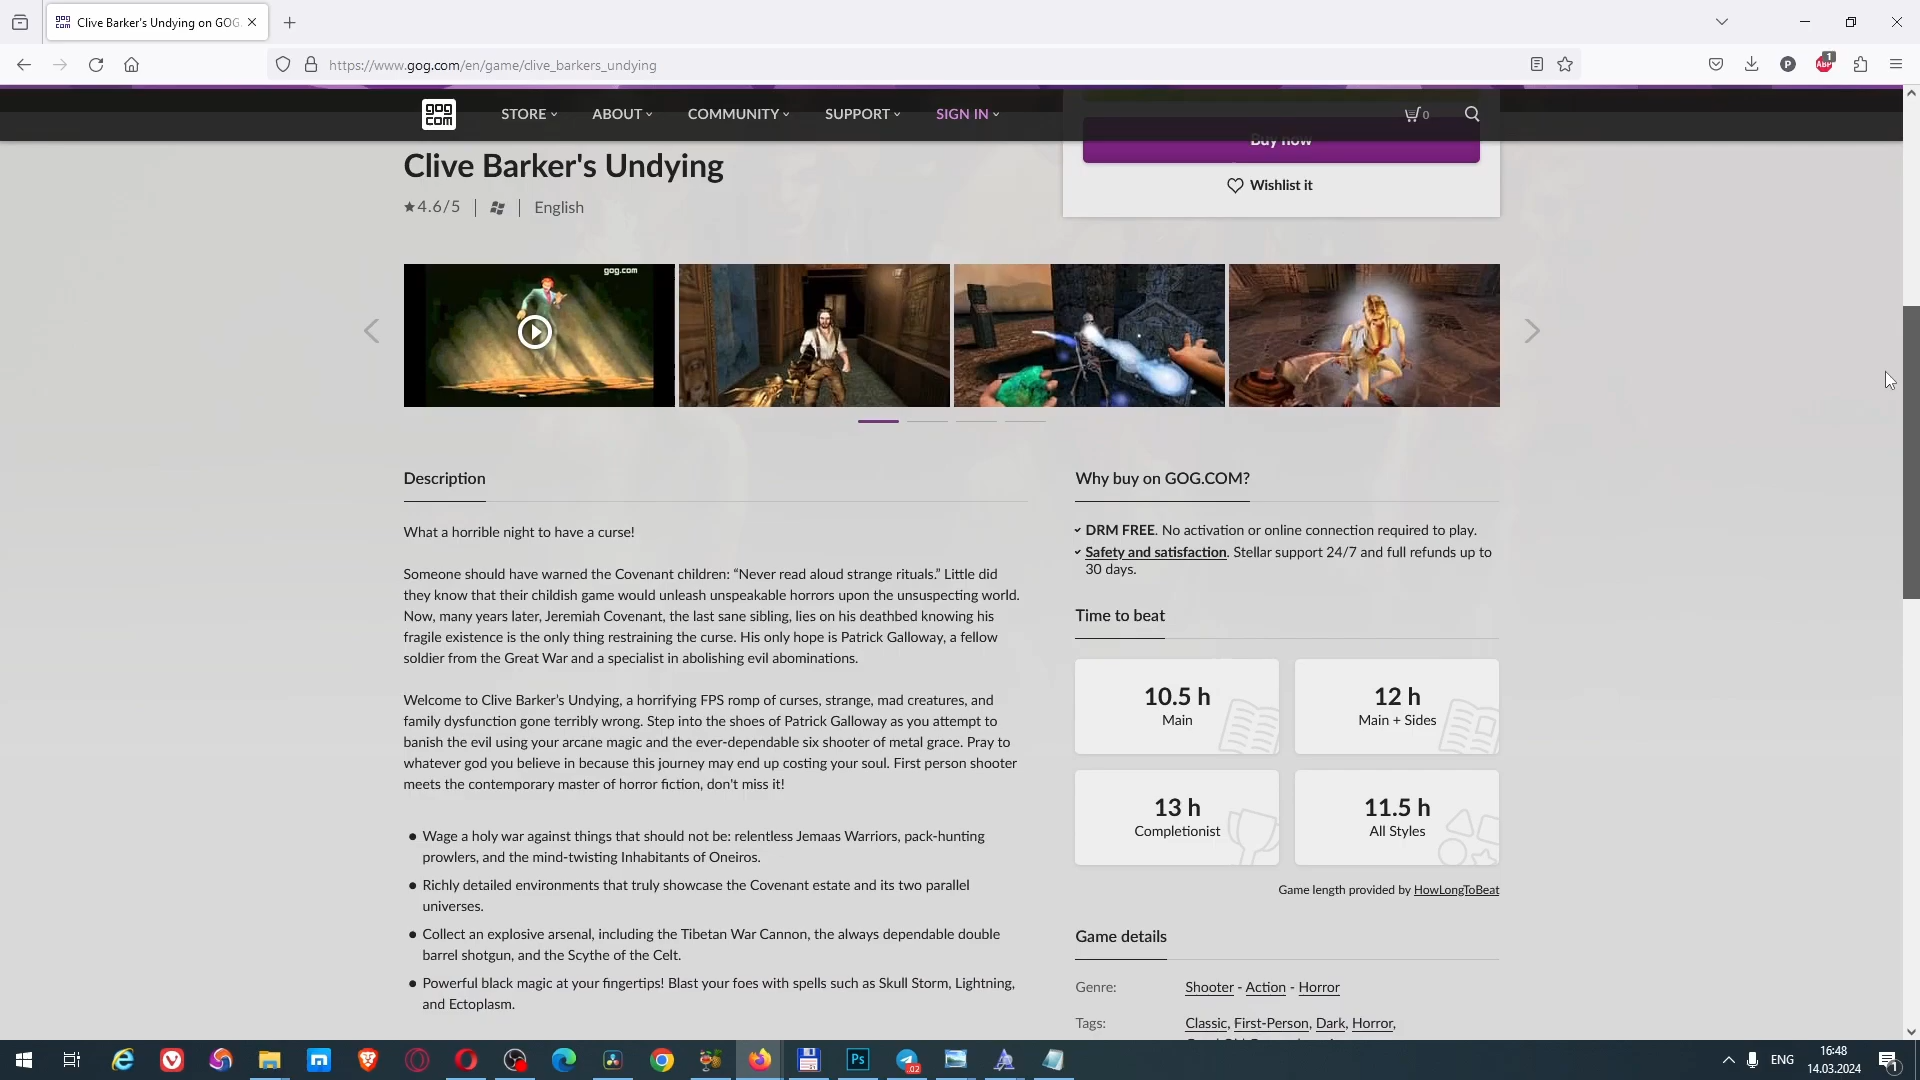 Clive Barker's Undying on GOG
https://www.gog.com/en/game/clive_barkers_undying
P
ABP
1
gog
com
STORE
ABOUT
COMMUNITY
SUPPORT
SIGN IN
0
Buy now
Wishlist it
Clive Barker's Undying
4.6/5
English
gog.com
Description
What a horrible night to have a curse!
Someone should have warned the Covenant children: “Never read aloud strange rituals.” Little did
they know that their childish game would unleash unspeakable horrors upon the unsuspecting world.
Now, many years later, Jeremiah Covenant, the last sane sibling, lies on his deathbed knowing his
fragile existence is the only thing restraining the curse. His only hope is Patrick Galloway, a fellow
soldier from the Great War and a specialist in abolishing evil abominations.
Welcome to Clive Barker’s Undying, a horrifying FPS romp of curses, strange, mad creatures, and
family dysfunction gone terribly wrong. Step into the shoes of Patrick Galloway as you attempt to
banish the evil using your arcane magic and the ever-dependable six shooter of metal grace. Pray to
whatever god you believe in because this journey may end up costing your soul. First person shooter
meets the contemporary master of horror fiction, don't miss it!
● Wage a holy war against things that should not be: relentless Jemaas Warriors, pack-hunting
prowlers, and the mind-twisting Inhabitants of Oneiros.
● Richly detailed environments that truly showcase the Covenant estate and its two parallel
universes.
● Collect an explosive arsenal, including the Tibetan War Cannon, the always dependable double
barrel shotgun, and the Scythe of the Celt.
● Powerful black magic at your fingertips! Blast your foes with spells such as Skull Storm, Lightning,
and Ectoplasm.
Why buy on GOG.COM?
DRM FREE. No activation or online connection required to play.
Safety and satisfaction. Stellar support 24/7 and full refunds up to
30 days.
Time to beat
10.5 h
Main
12 h
Main + Sides
13 h
Completionist
11.5 h
All Styles
Game length provided by HowLongToBeat
Game details
Genre: Shooter - Action - Horror
Tags: Classic, First-Person, Dark, Horror,
Ps
02
ENG
16:48
14.03.2024
1